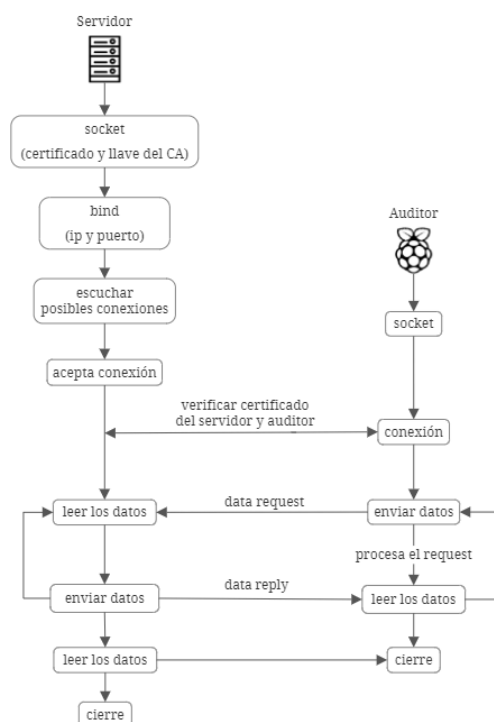 Servidor
socket
(certificado y llave del CA)
bind
(ip y puerto)
Auditor
escuchar
posibles conexiones
socket
acepta conexión
verificar certificado
del servidor y auditor
conexión
leer los datos
data request
enviar datos
procesa el request
enviar datos
data reply
leer los datos
leer los datos
cierre
cierre